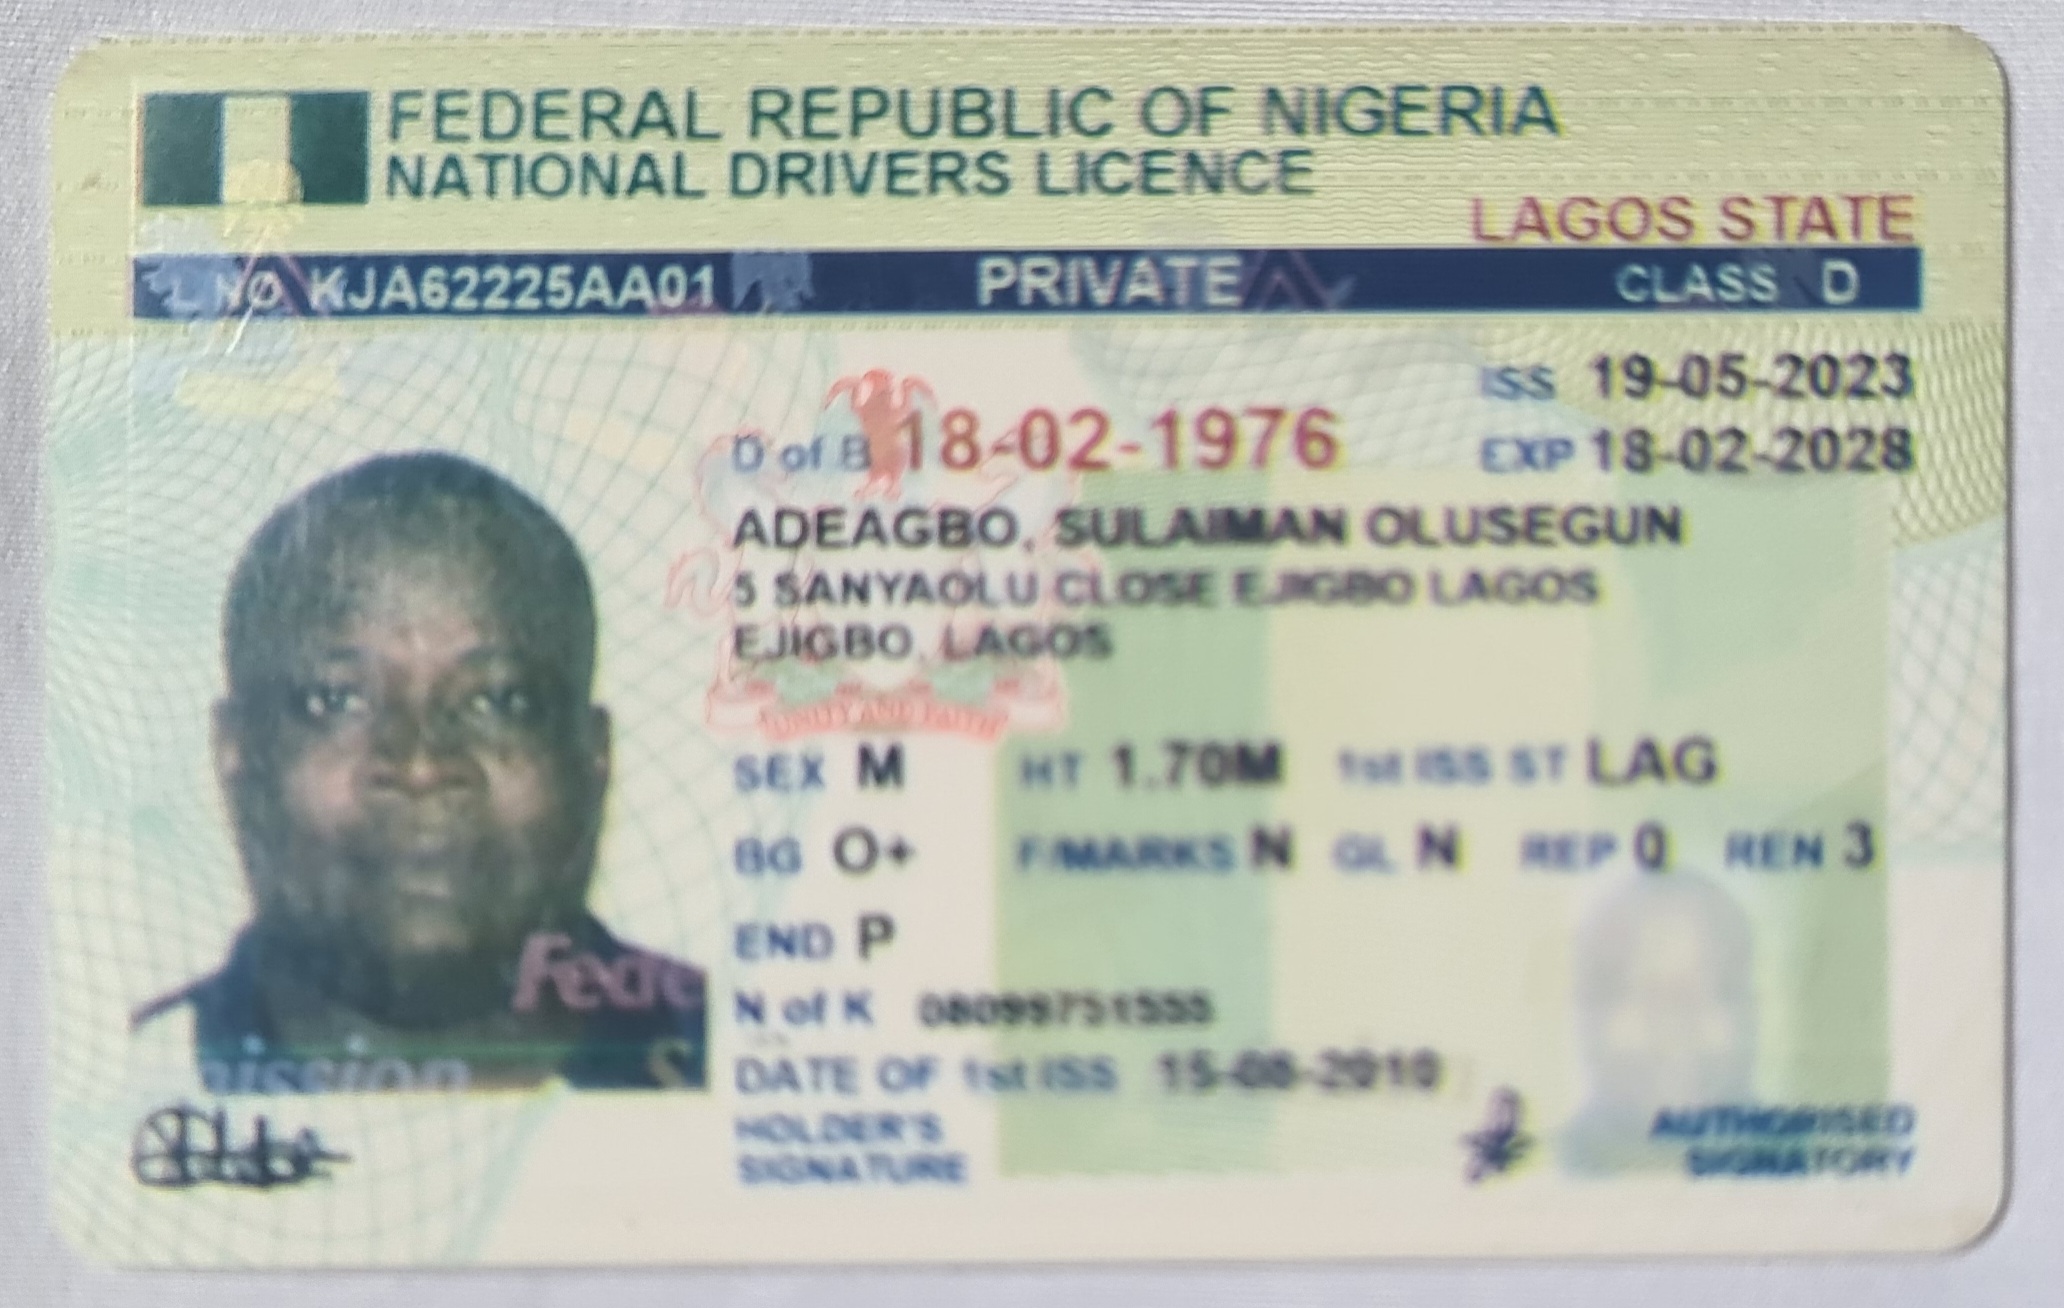 FEDERAL REPUBLIC OF NIGERIA
NATIONAL DRIVERS LICENCE
LAGOS STATE
L NO KJA62225AA01 PRIVATE CLASS D
ISS 19-05-2023
D of B 18-02-1976
EXP 18-02-2028
ADEAGBO, SULAIMAN OLUSEGUN
5 SANYAOLU CLOSE EJIGBO LAGOS
EJIGBO, LAGOS
SEX M HT 1.70M 1st ISS ST LAG
BG O+ F/MARKS N GL N REP 0 REN 3
END P
N of K 08099751555
DATE OF 1st ISS 15-08-2010
HOLDER'S
SIGNATURE
AUTHORISED
SIGNATORY